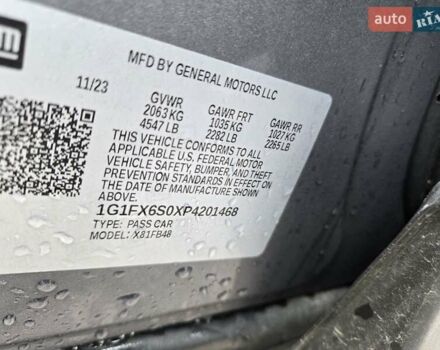 auto
RIA
MFD BY GENERAL MOTORS LLC
11/23
GVWR GAWR FRT GAWR RR
2063 KG 1035 KG 1027 KG
4547 LB 2282 LB 2265 LB
THIS VEHICLE CONFORMS TO ALL
APPLICABLE U.S. FEDERAL MOTOR
VEHICLE SAFETY, BUMPER, AND THEFT
PREVENTION STANDARDS IN EFFECT ON
THE DATE OF MANUFACTURE SHOWN
ABOVE.
1G1FX6S0XP4201468
TYPE: PASS CAR
MODEL: X81FB48